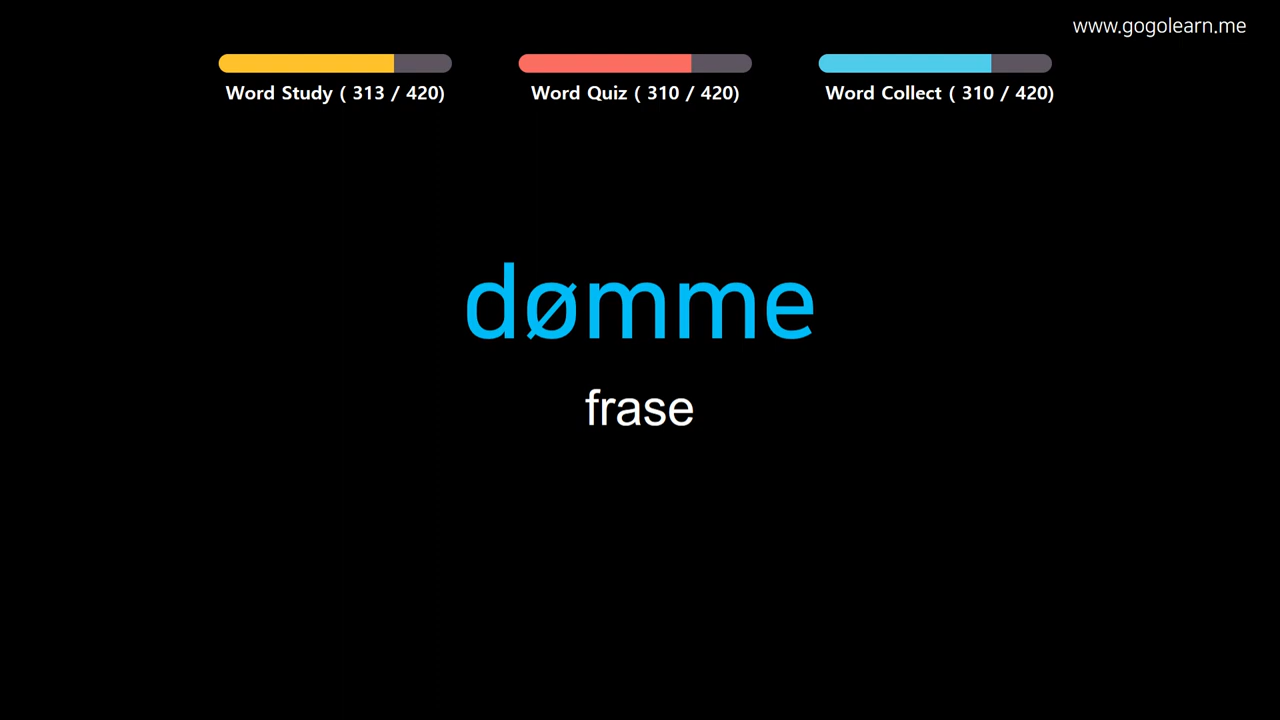 www.gogolearn.me
Word Study ( 313 / 420)
Word Quiz ( 310 / 420)
Word Collect ( 310 / 420)
dømme
frase